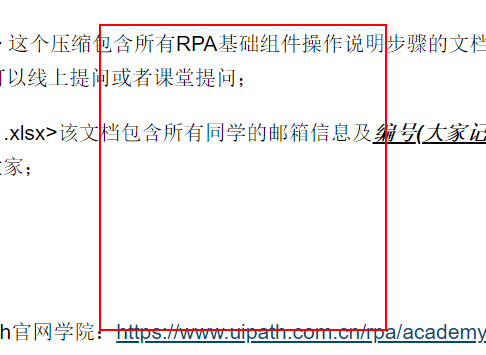 这个压缩包含所有RPA基础组件操作说明步骤的文档
可以线上提问或者课堂提问；
.xlsx>该文档包含所有同学的邮箱信息及编号(大家记
家；
h官网学院：https://www.uipath.com.cn/rpa/academy